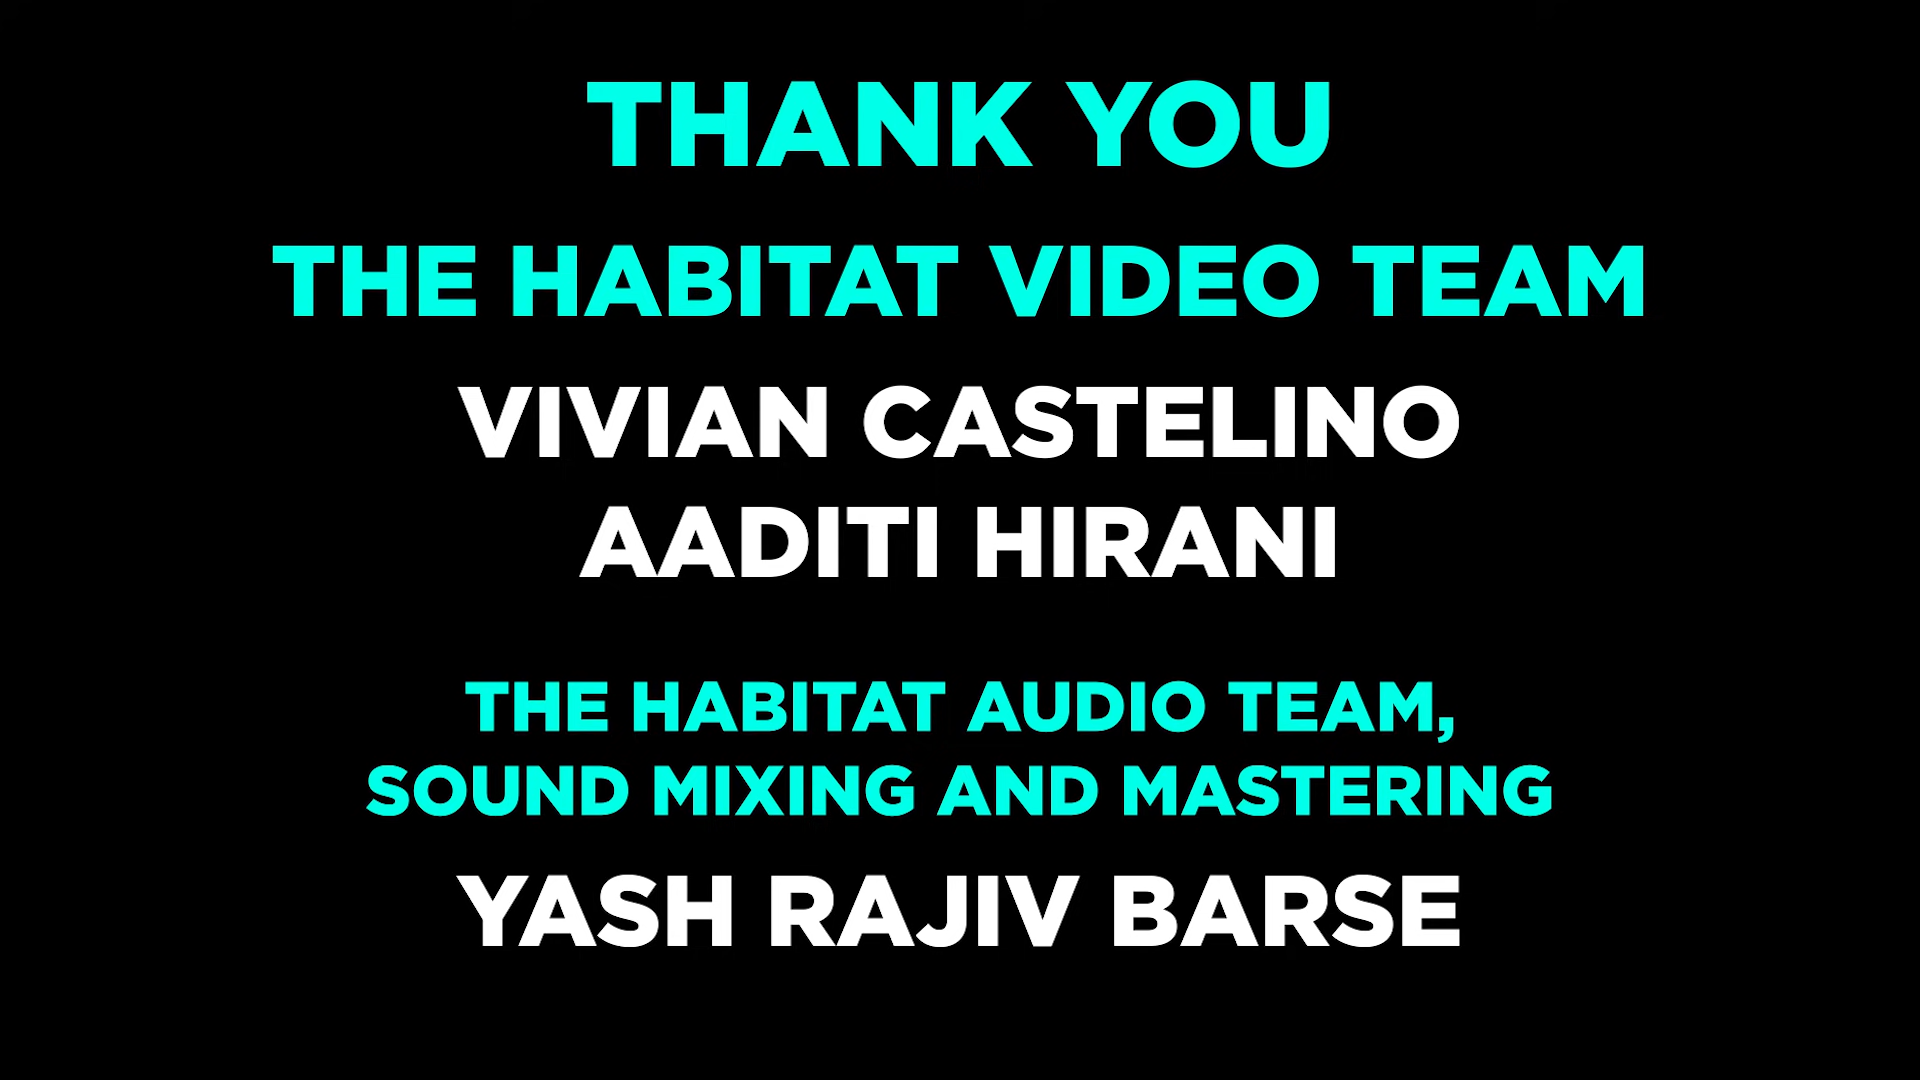 THANK YOU
THE HABITAT VIDEO TEAM
VIVIAN CASTELINO
AADITI HIRANI
THE HABITAT AUDIO TEAM,
SOUND MIXING AND MASTERING
YASH RAJIV BARSE